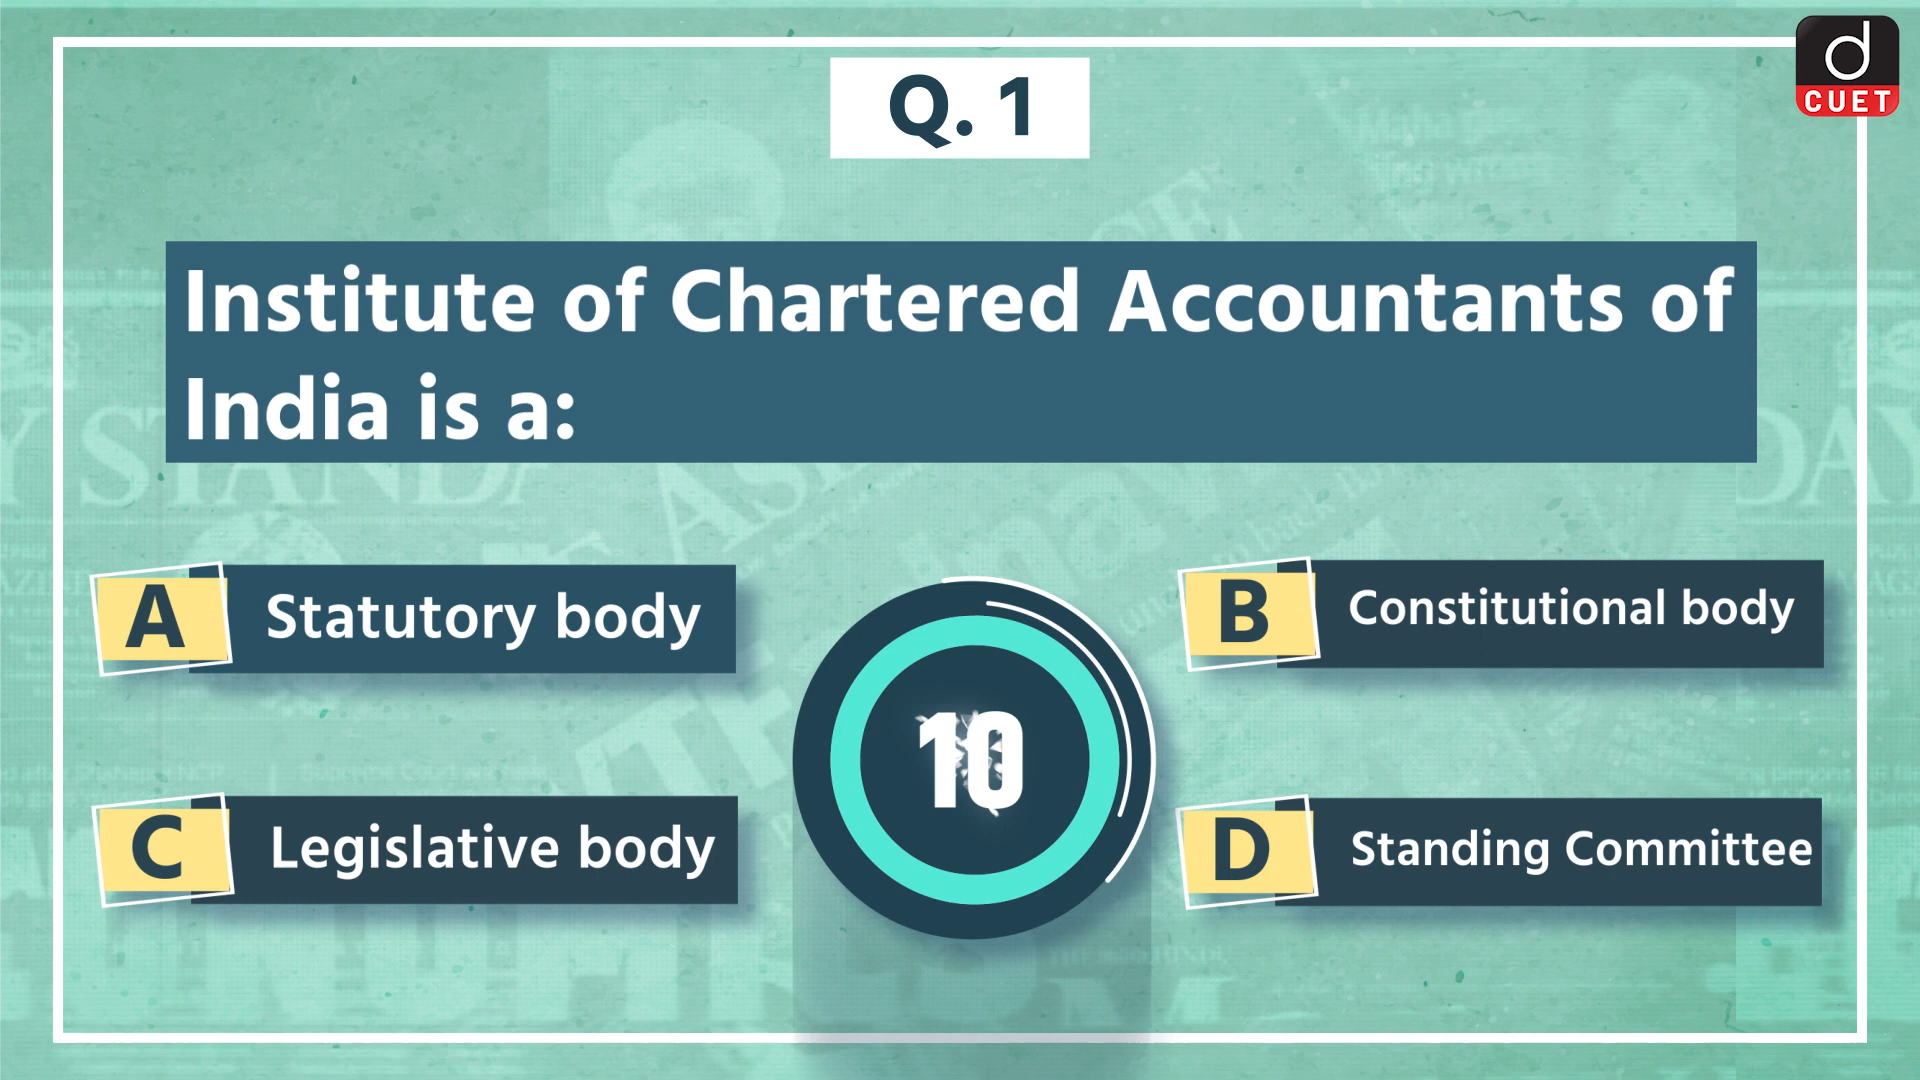 d
CUET
Q. 1
Institute of Chartered Accountants of
India is a:
A Statutory body
B Constitutional body
10
C Legislative body
D Standing Committee